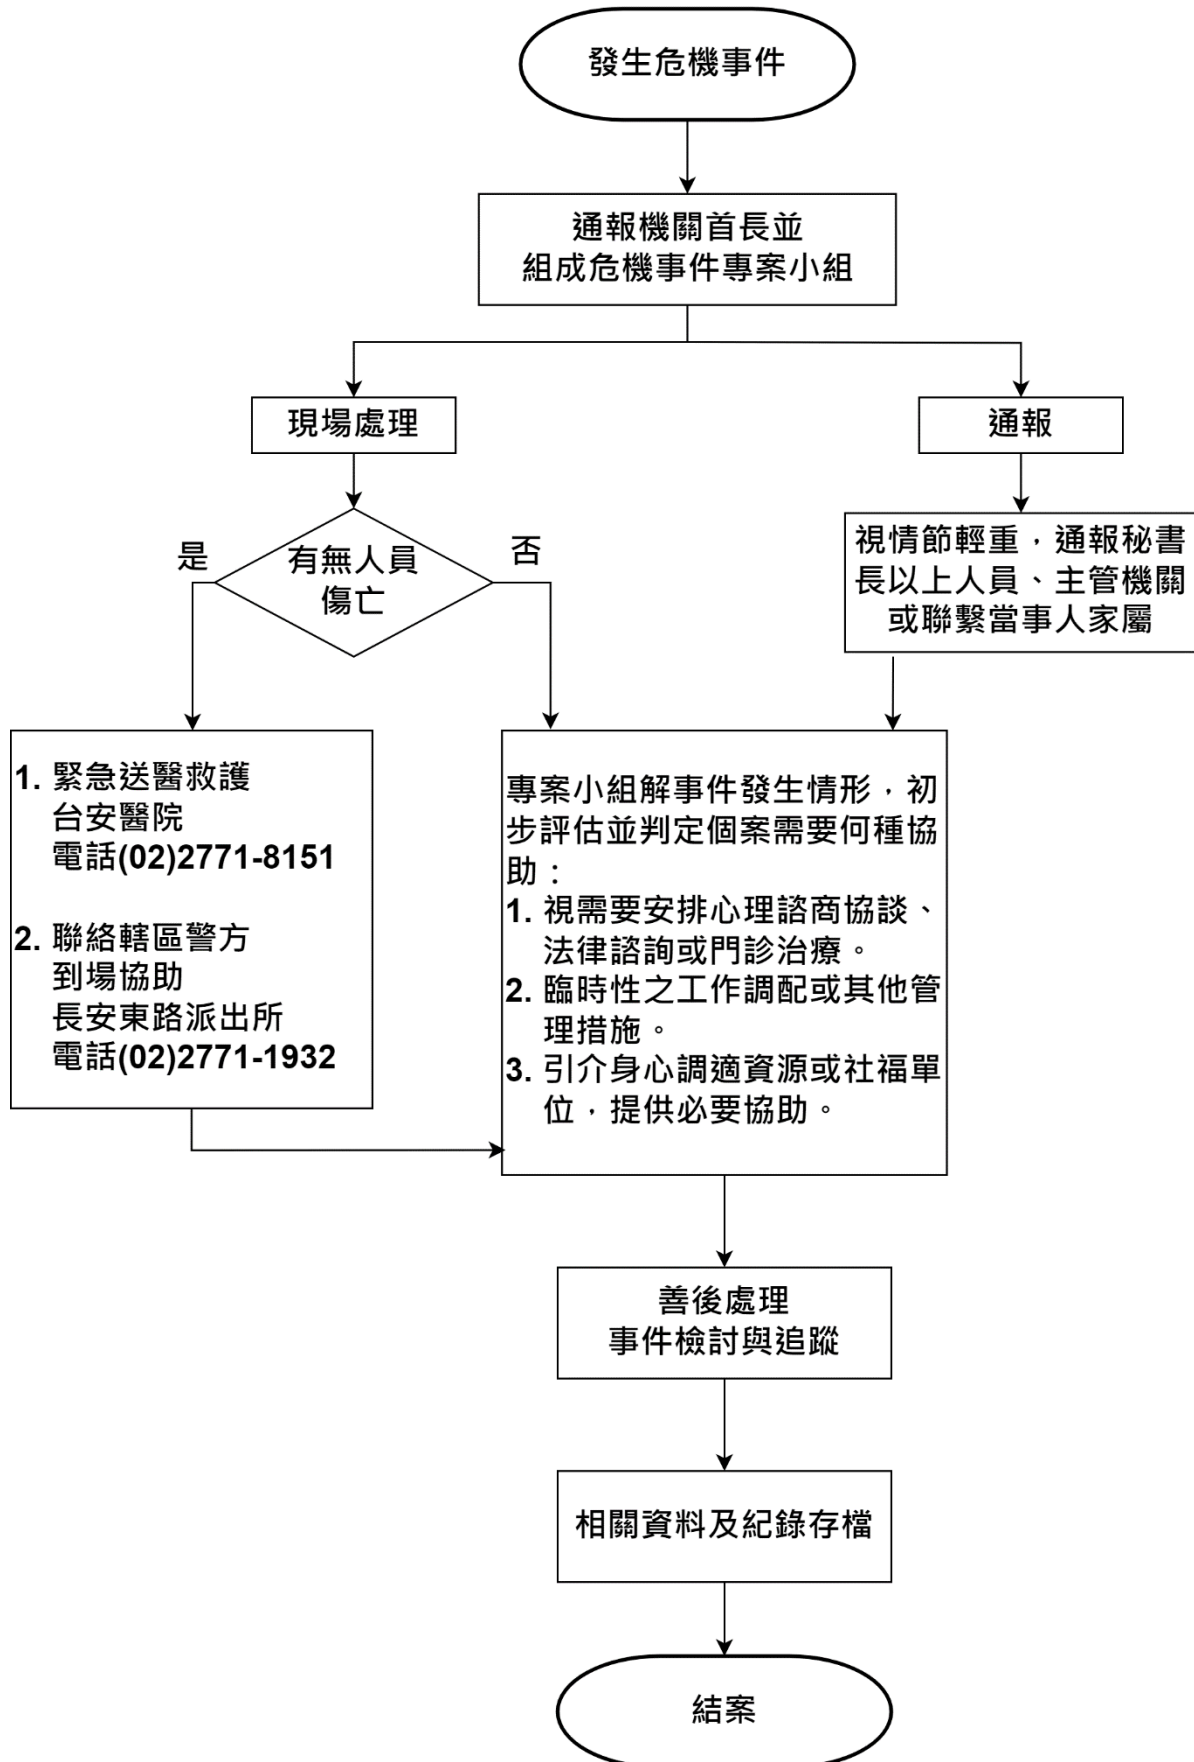 發生危機事件
通報機關首長並
組成危機事件專案小組
現場處理
通報
是
有無人員
傷亡
否
視情節輕重，通報秘書
長以上人員、主管機關
或聯繫當事人家屬
1. 緊急送醫救護
台安醫院
電話(02)2771-8151
2. 聯絡轄區警方
到場協助
長安東路派出所
電話(02)2771-1932
專案小組解事件發生情形，初
步評估並判定個案需要何種協
助：
1. 視需要安排心理諮商協談、
法律諮詢或門診治療。
2. 臨時性之工作調配或其他管
理措施。
3. 引介身心調適資源或社福單
位，提供必要協助。
善後處理
事件檢討與追蹤
相關資料及紀錄存檔
結案